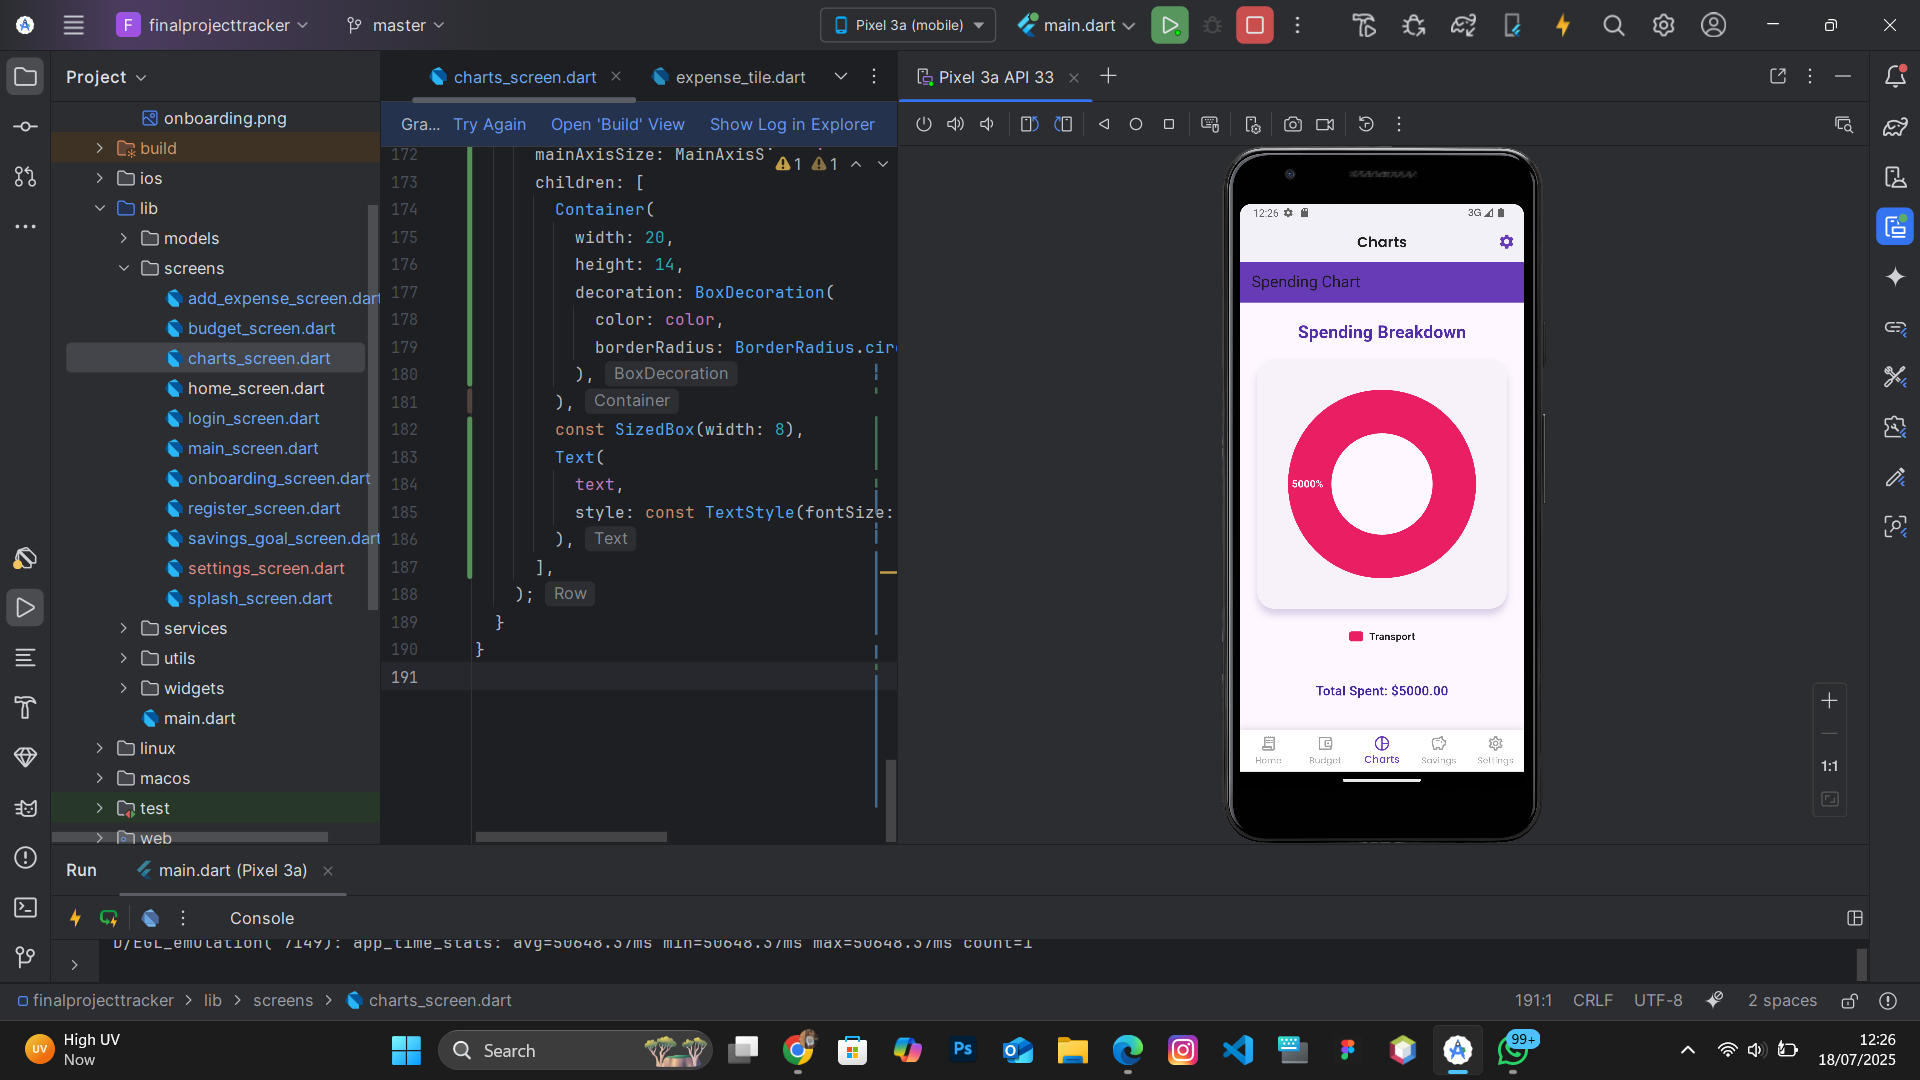 F finalprojecttracker
master
Pixel 3a (mobile)
main.dart
Project
charts_screen.dart
expense_tile.dart
Pixel 3a API 33
Gra... Try Again Open 'Build' View Show Log in Explorer
onboarding.png
build
ios
lib
models
screens
add_expense_screen.dart
budget_screen.dart
charts_screen.dart
home_screen.dart
login_screen.dart
main_screen.dart
onboarding_screen.dart
register_screen.dart
savings_goal_screen.dart
settings_screen.dart
splash_screen.dart
services
utils
widgets
main.dart
linux
macos
test
web
1 1
172 mainAxisSize: MainAxisS
173 children: [
174 Container(
175 width: 20,
176 height: 14,
177 decoration: BoxDecoration(
178 color: color,
179 borderRadius: BorderRadius.cir
180 ), BoxDecoration
181 ), Container
182 const SizedBox(width: 8),
183 Text(
184 text,
185 style: const TextStyle(fontSize:
186 ), Text
187 ],
188 ); Row
189 }
190 }
191
12:26 3G
Charts
Spending Chart
Spending Breakdown
5000%
Transport
Total Spent: $5000.00
Home Budget Charts Savings Settings
1:1
Run main.dart (Pixel 3a)
Console
D/EGL_emulation( 7149): app_time_stats: avg=50648.37ms min=50648.37ms max=50648.37ms count=1
finalprojecttracker > lib > screens > charts_screen.dart
191:1 CRLF UTF-8 2 spaces
UV High UV
Now
Search
Ps
99+
12:26
18/07/2025